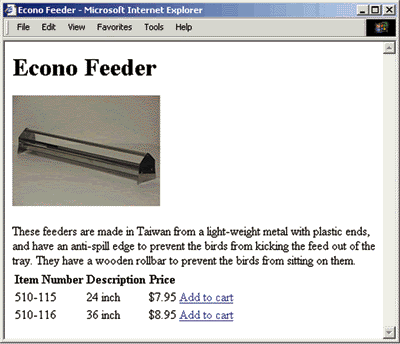 Econo Feeder - Microsoft Internet Explorer
File Edit View Favorites Tools Help
Econo Feeder
These feeders are made in Taiwan from a light-weight metal with plastic ends,
and have an anti-spill edge to prevent the birds from kicking the feed out of the
tray. They have a wooden rollbar to prevent the birds from sitting on them.
Item Number Description Price
510-115 24 inch $7.95 Add to cart
510-116 36 inch $8.95 Add to cart